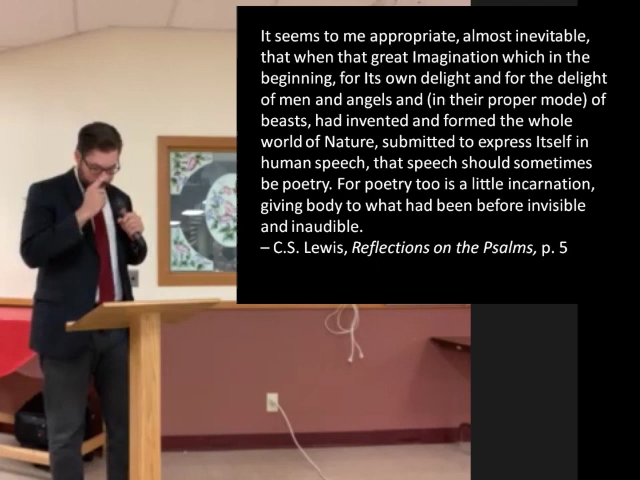 It seems to me appropriate, almost inevitable,
that when that great Imagination which in the
beginning, for Its own delight and for the delight
of men and angels and (in their proper mode) of
beasts, had invented and formed the whole
world of Nature, submitted to express Itself in
human speech, that speech should sometimes
be poetry. For poetry too is a little incarnation,
giving body to what had been before invisible
and inaudible.
– C.S. Lewis, Reflections on the Psalms, p. 5